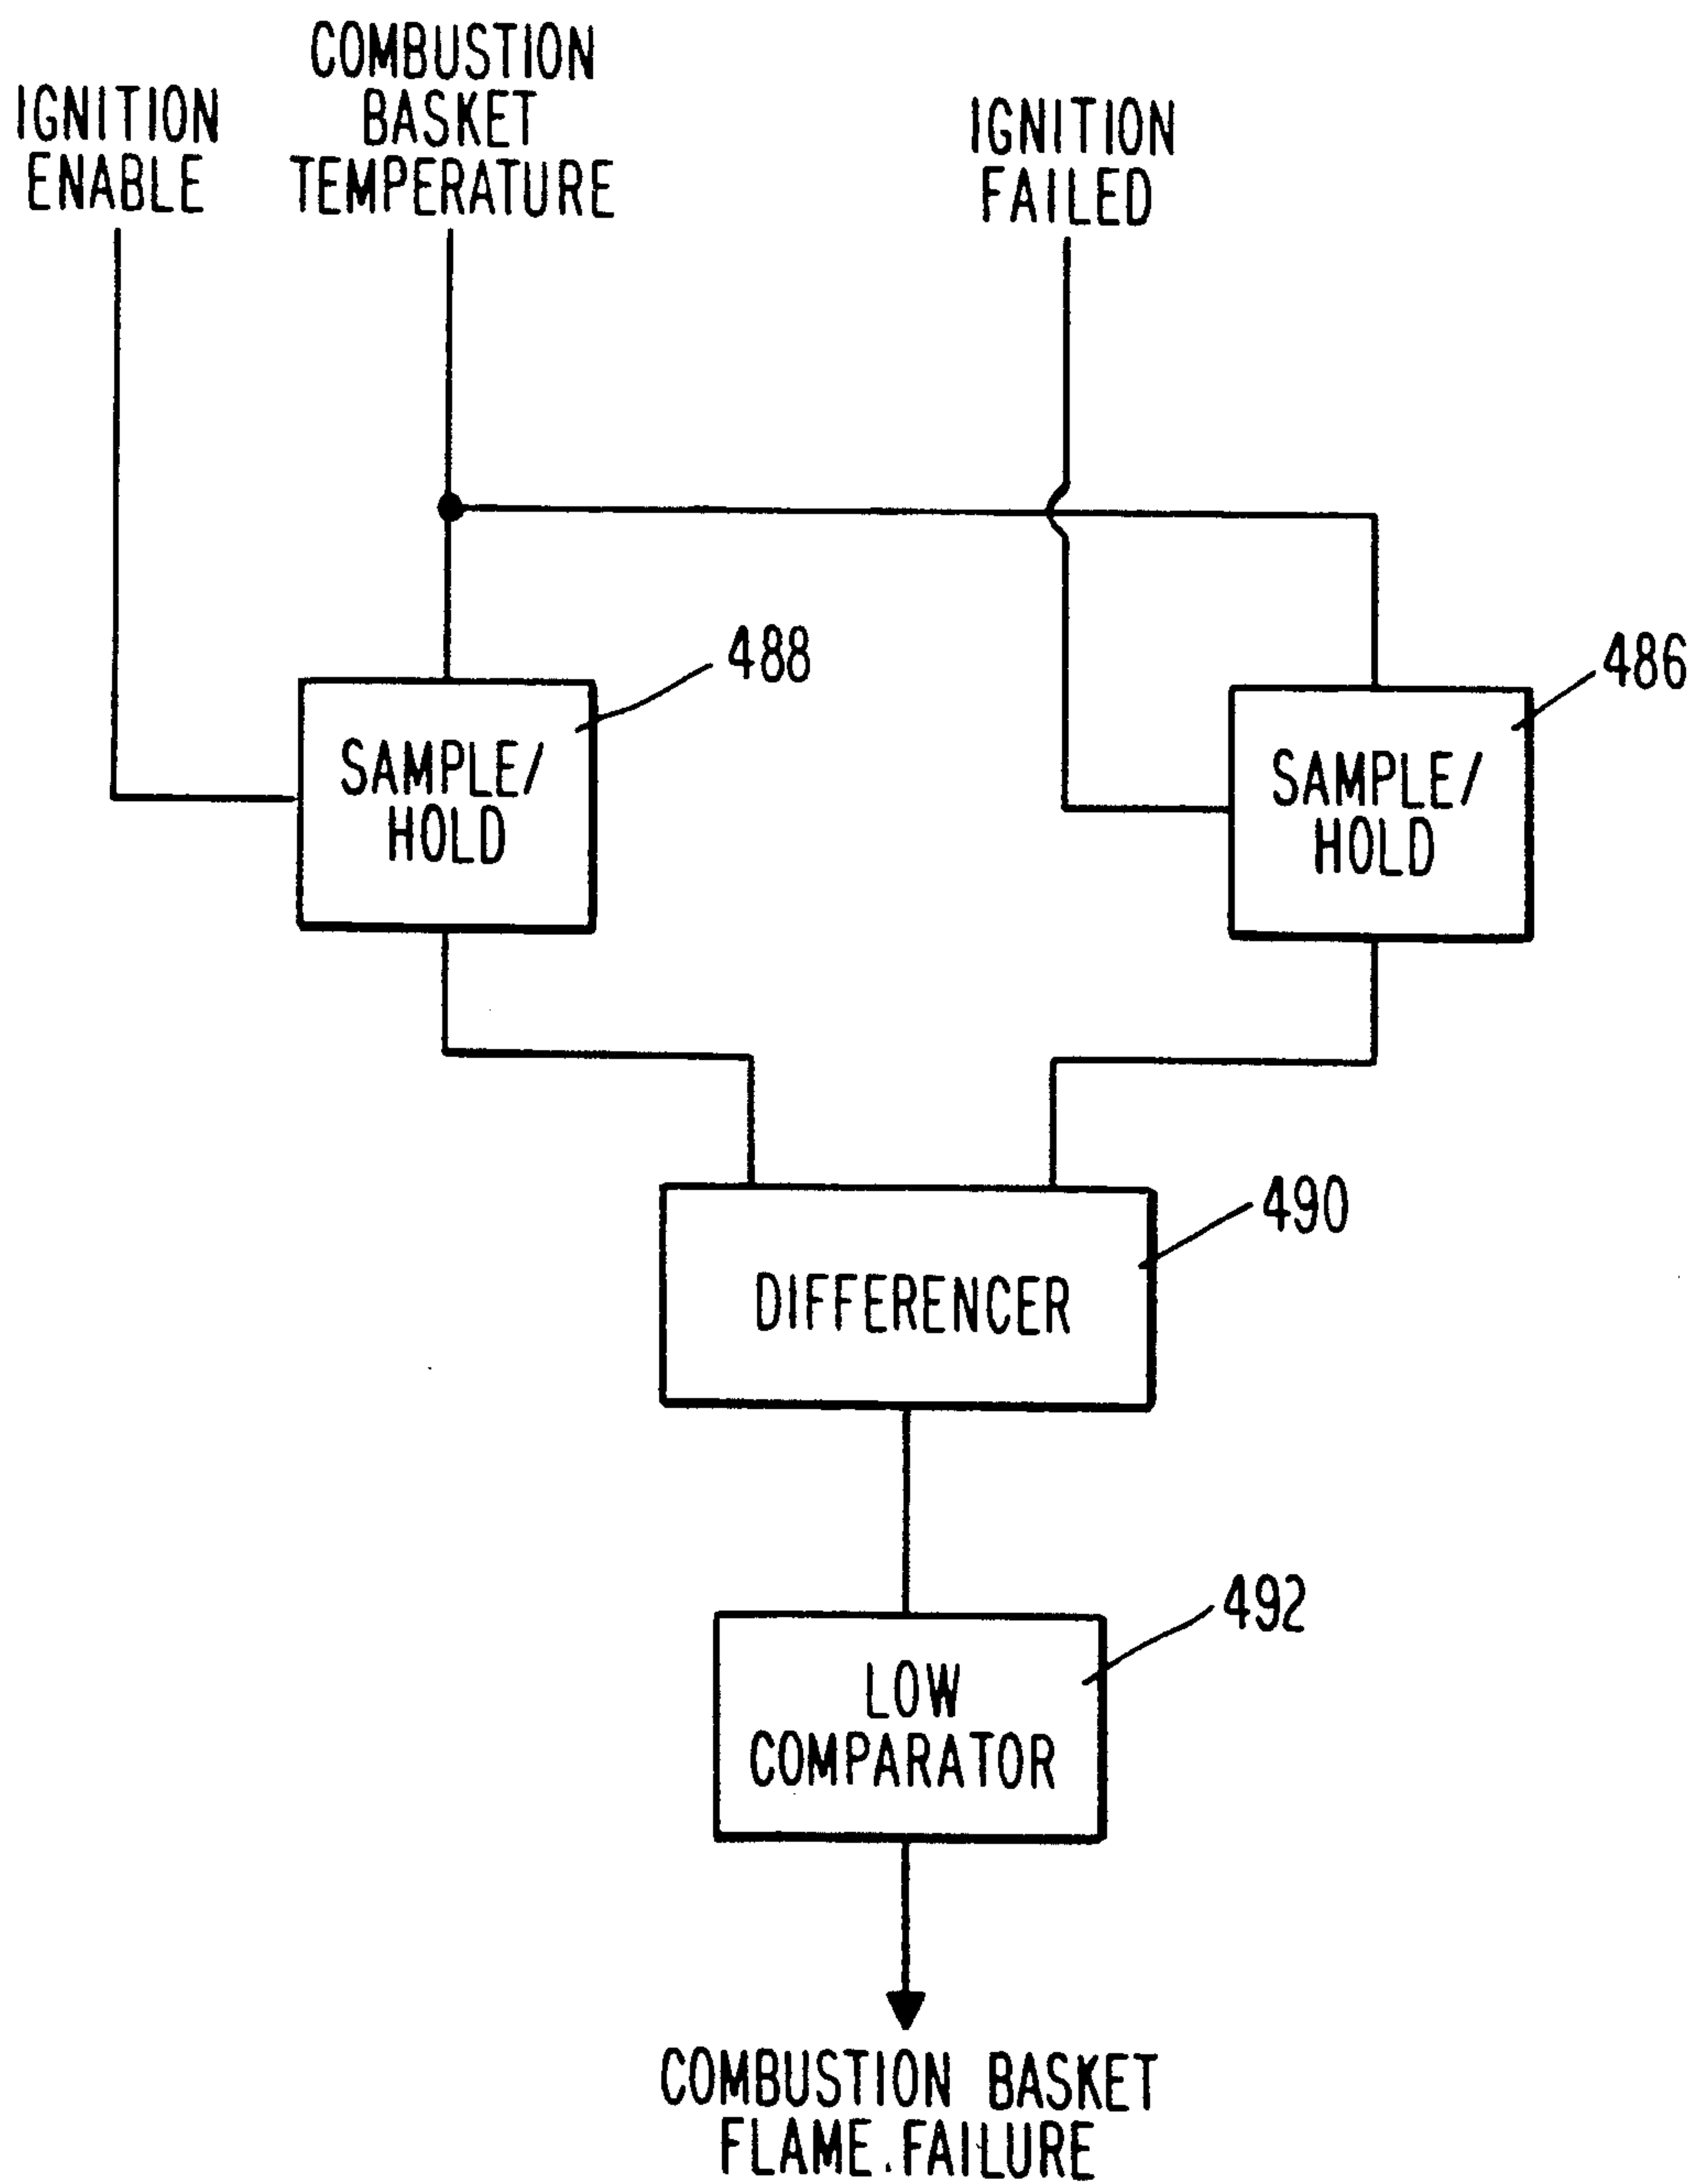 IGNITION
ENABLE
COMBUSTION
BASKET
TEMPERATURE
IGNITION
FAILED
488
SAMPLE/
HOLD
486
SAMPLE/
HOLD
490
DIFFERENCER
492
LOW
COMPARATOR
COMBUSTION BASKET
FLAME FAILURE